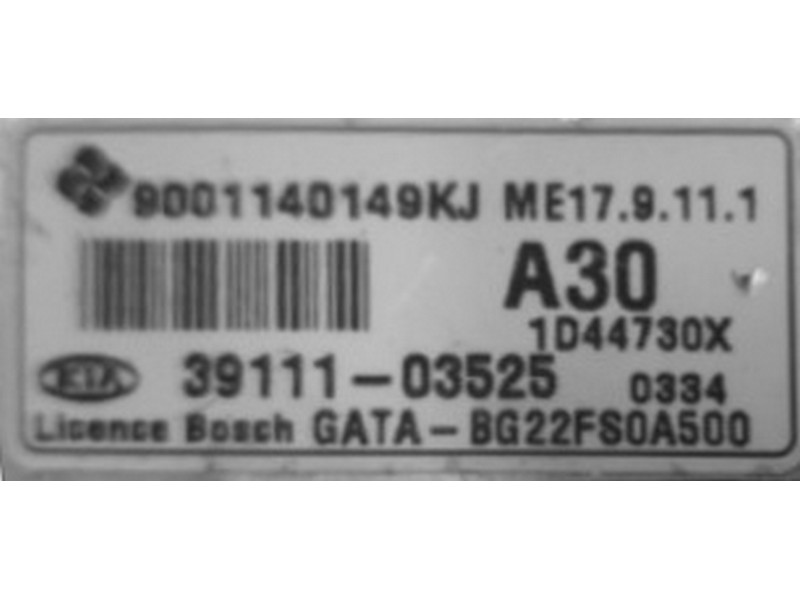 9001140149KJ ME17.9.11.1
A30
1D44730X
KIA 39111-03525 0334
Licence Bosch GATA-BG22FS0A500